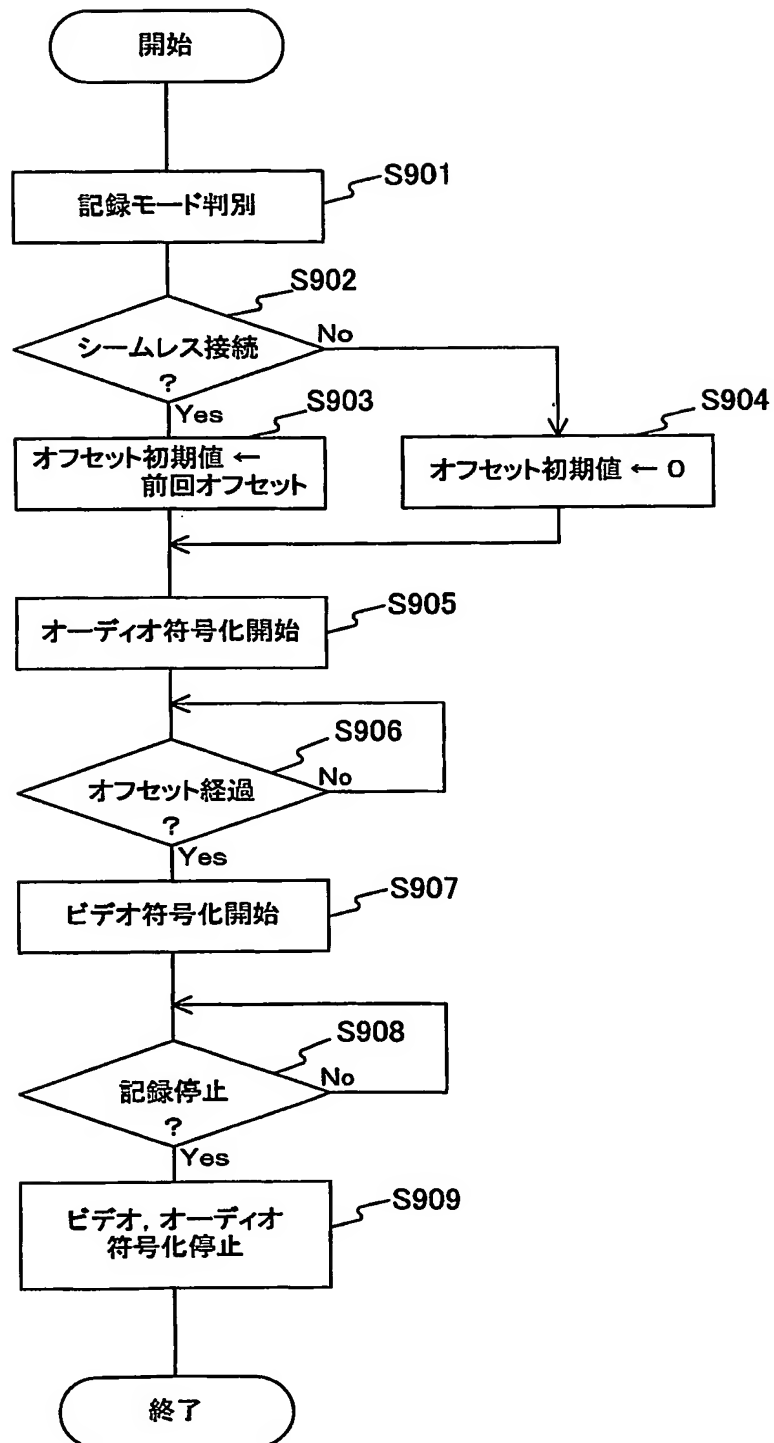 開始
S901
記録モード判別
S902
シームレス接続
?
No
Yes
S903
オフセット初期値 ←
前回オフセット
S904
オフセット初期値 ← 0
S905
オーディオ符号化開始
S906
オフセット経過
?
No
Yes
S907
ビデオ符号化開始
S908
記録停止
?
No
Yes
S909
ビデオ, オーディオ
符号化停止
終了